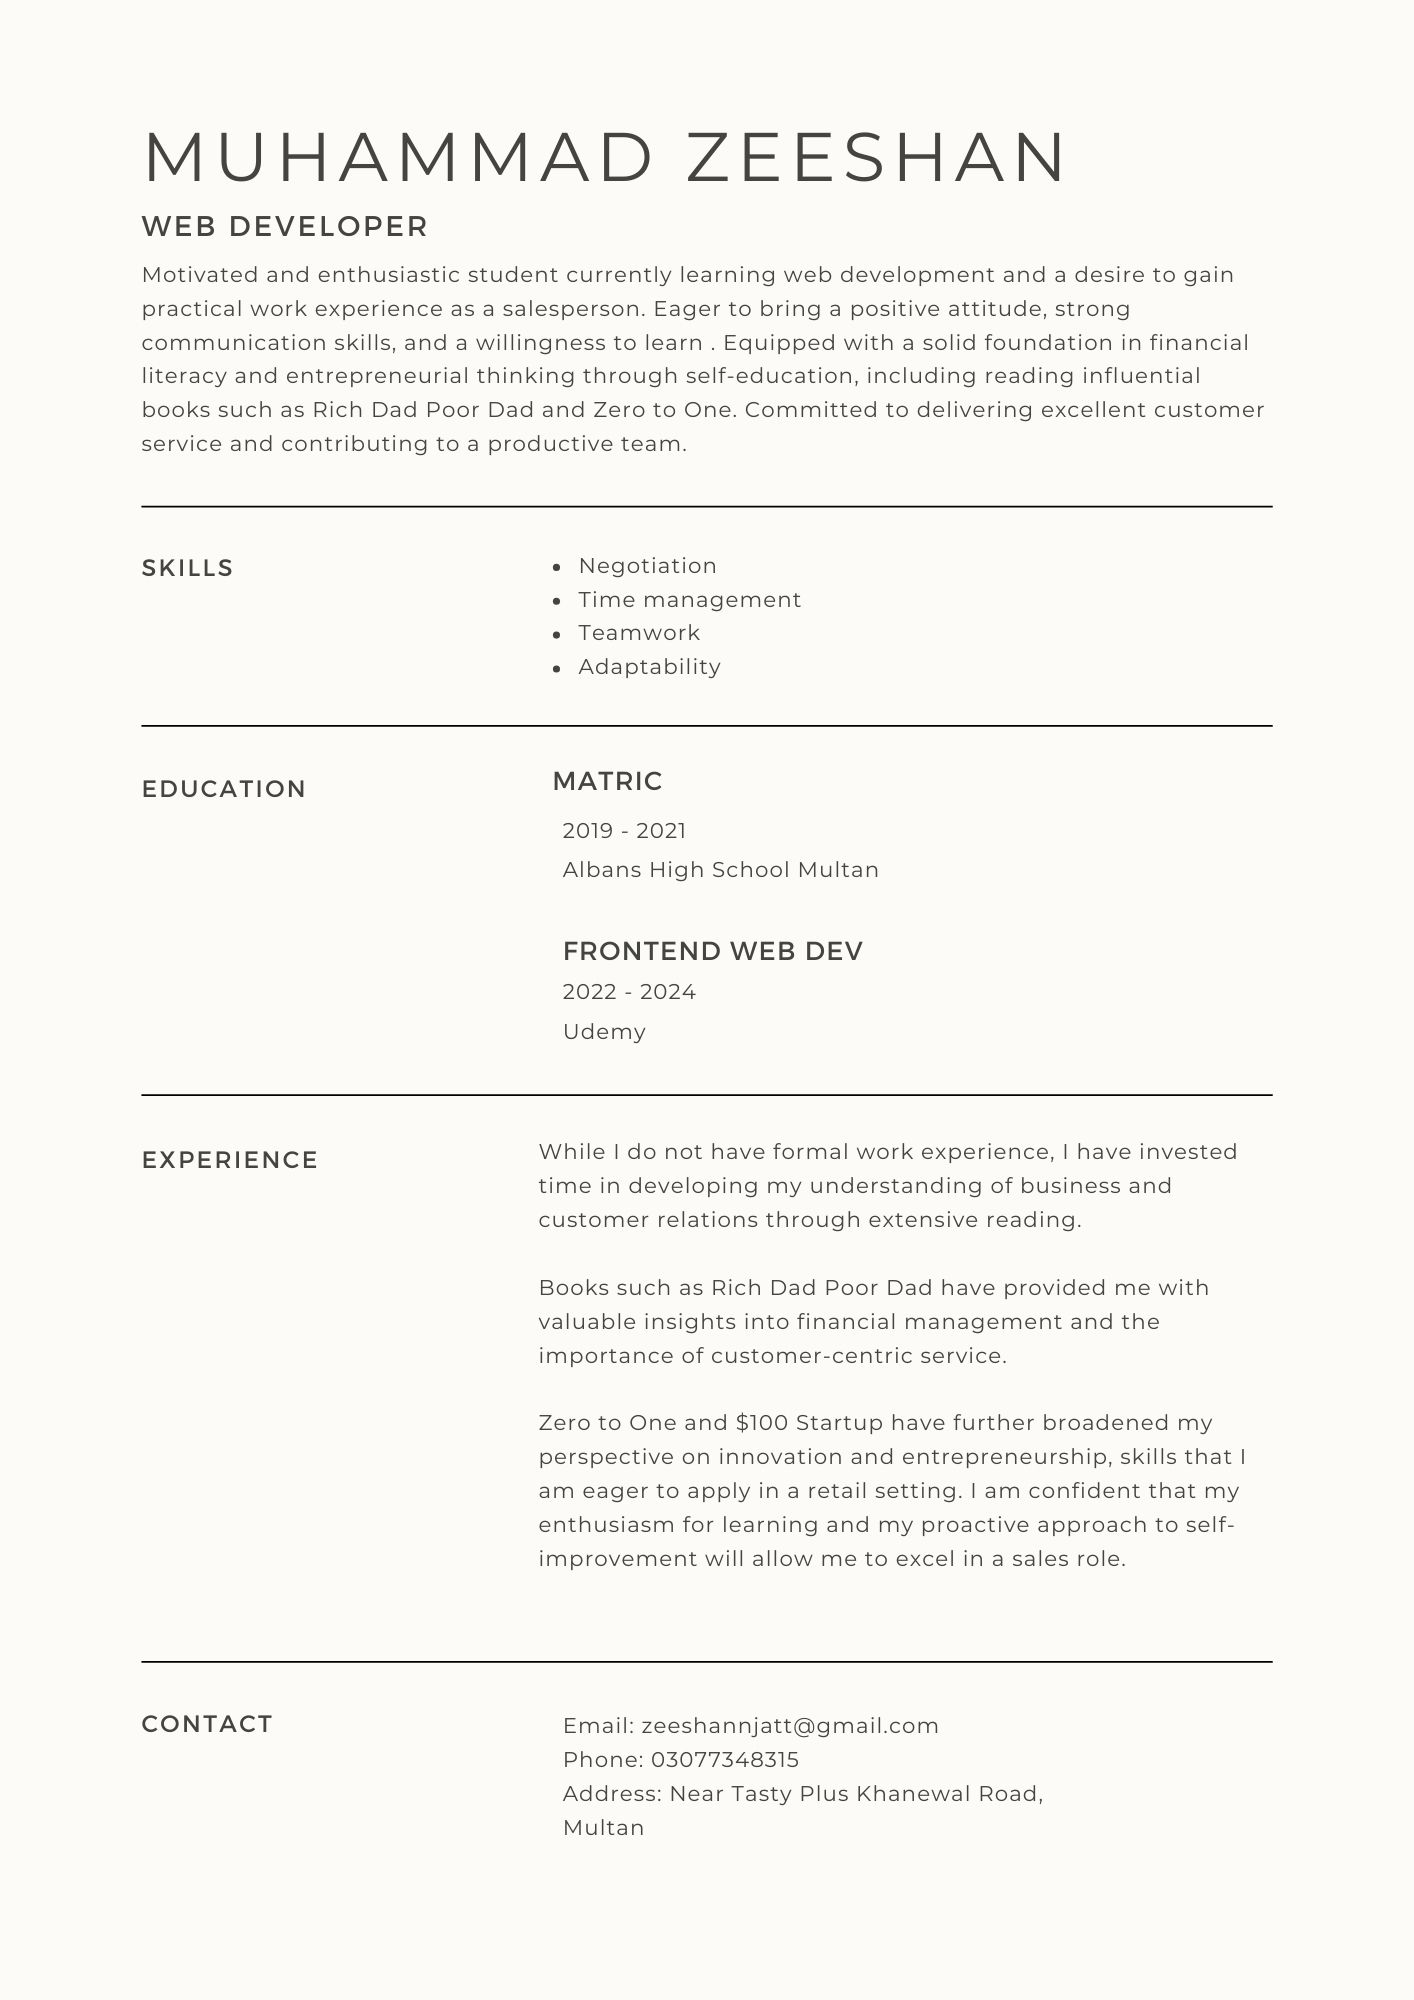 MUHAMMAD ZEESHAN
WEB DEVELOPER
Motivated and enthusiastic student currently learning web development and a desire to gain
practical work experience as a salesperson. Eager to bring a positive attitude, strong
communication skills, and a willingness to learn . Equipped with a solid foundation in financial
literacy and entrepreneurial thinking through self-education, including reading influential
books such as Rich Dad Poor Dad and Zero to One. Committed to delivering excellent customer
service and contributing to a productive team.
SKILLS
• Negotiation
• Time management
• Teamwork
• Adaptability
EDUCATION
MATRIC
2019 - 2021
Albans High School Multan
FRONTEND WEB DEV
2022 - 2024
Udemy
EXPERIENCE
While I do not have formal work experience, I have invested
time in developing my understanding of business and
customer relations through extensive reading.
Books such as Rich Dad Poor Dad have provided me with
valuable insights into financial management and the
importance of customer-centric service.
Zero to One and $100 Startup have further broadened my
perspective on innovation and entrepreneurship, skills that I
am eager to apply in a retail setting. I am confident that my
enthusiasm for learning and my proactive approach to self-
improvement will allow me to excel in a sales role.
CONTACT
Email: zeeshannjatt@gmail.com
Phone: 03077348315
Address: Near Tasty Plus Khanewal Road,
Multan